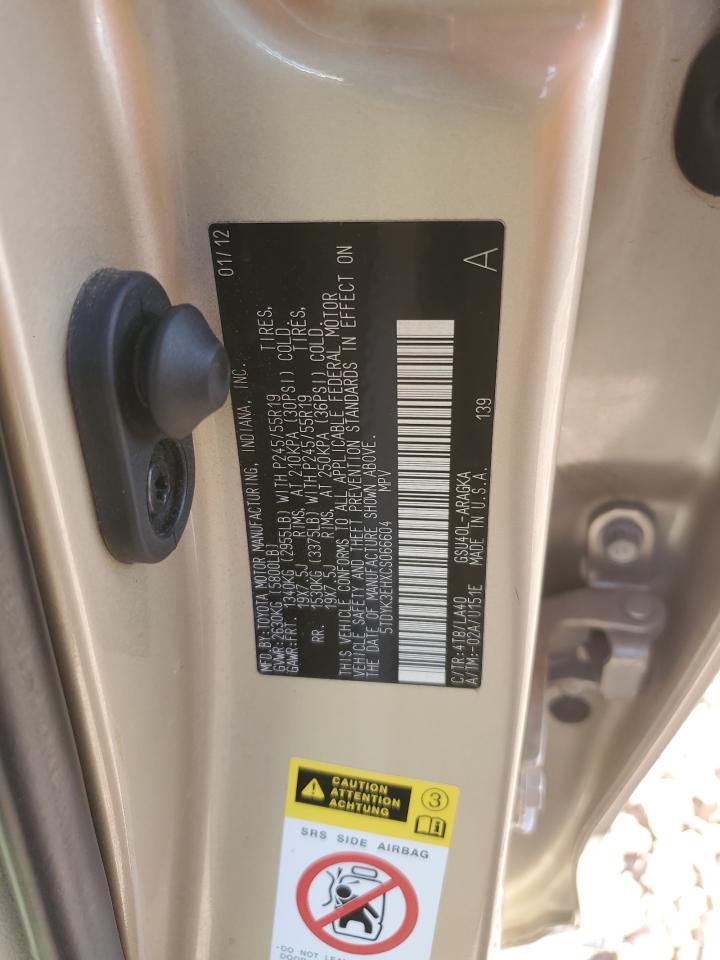 MFD.BY:TOYOTA MOTOR MANUFACTURING, INDIANA, INC. 01/12
GVWR:2630KG(5800LB)
GAWR:FRT. 1340KG(2955LB)WITH P245/55R19 TIRES,
19X7.5J RIMS, AT 210KPA(30PSI) COLD.
RR. 1530KG(3375LB)WITH P245/55R19 TIRES,
19X7.5J RIMS, AT 250KPA(36PSI) COLD.
THIS VEHICLE CONFORMS TO ALL APPLICABLE FEDERAL MOTOR
VEHICLE SAFETY AND THEFT PREVENTION STANDARDS IN EFFECT ON
THE DATE OF MANUFACTURE SHOWN ABOVE.
5TDYK3EHXCS066604 MPV
C/TR:4T8/LA40 GSU40L-ARAGKA 139 A
A/TM:-02A/U151E MADE IN U.S.A.
CAUTION
ATTENTION
ACHTUNG
3
SRS SIDE AIRBAG
-DO NOT